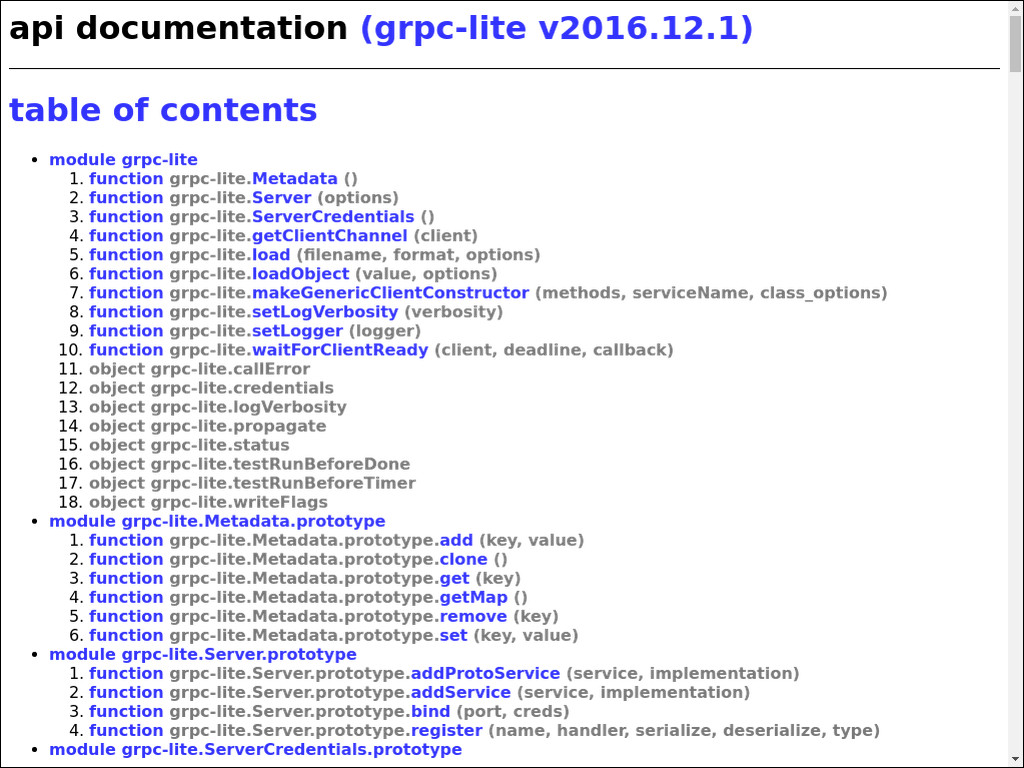 api documentation (grpc-lite v2016.12.1)
table of contents
• module grpc-lite
1. function grpc-lite.Metadata ()
2. function grpc-lite.Server (options)
3. function grpc-lite.ServerCredentials ()
4. function grpc-lite.getClientChannel (client)
5. function grpc-lite.load (filename, format, options)
6. function grpc-lite.loadObject (value, options)
7. function grpc-lite.makeGenericClientConstructor (methods, serviceName, class_options)
8. function grpc-lite.setLogVerbosity (verbosity)
9. function grpc-lite.setLogger (logger)
10. function grpc-lite.waitForClientReady (client, deadline, callback)
11. object grpc-lite.callError
12. object grpc-lite.credentials
13. object grpc-lite.logVerbosity
14. object grpc-lite.propagate
15. object grpc-lite.status
16. object grpc-lite.testRunBeforeDone
17. object grpc-lite.testRunBeforeTimer
18. object grpc-lite.writeFlags
• module grpc-lite.Metadata.prototype
1. function grpc-lite.Metadata.prototype.add (key, value)
2. function grpc-lite.Metadata.prototype.clone ()
3. function grpc-lite.Metadata.prototype.get (key)
4. function grpc-lite.Metadata.prototype.getMap ()
5. function grpc-lite.Metadata.prototype.remove (key)
6. function grpc-lite.Metadata.prototype.set (key, value)
• module grpc-lite.Server.prototype
1. function grpc-lite.Server.prototype.addProtoService (service, implementation)
2. function grpc-lite.Server.prototype.addService (service, implementation)
3. function grpc-lite.Server.prototype.bind (port, creds)
4. function grpc-lite.Server.prototype.register (name, handler, serialize, deserialize, type)
• module grpc-lite.ServerCredentials.prototype